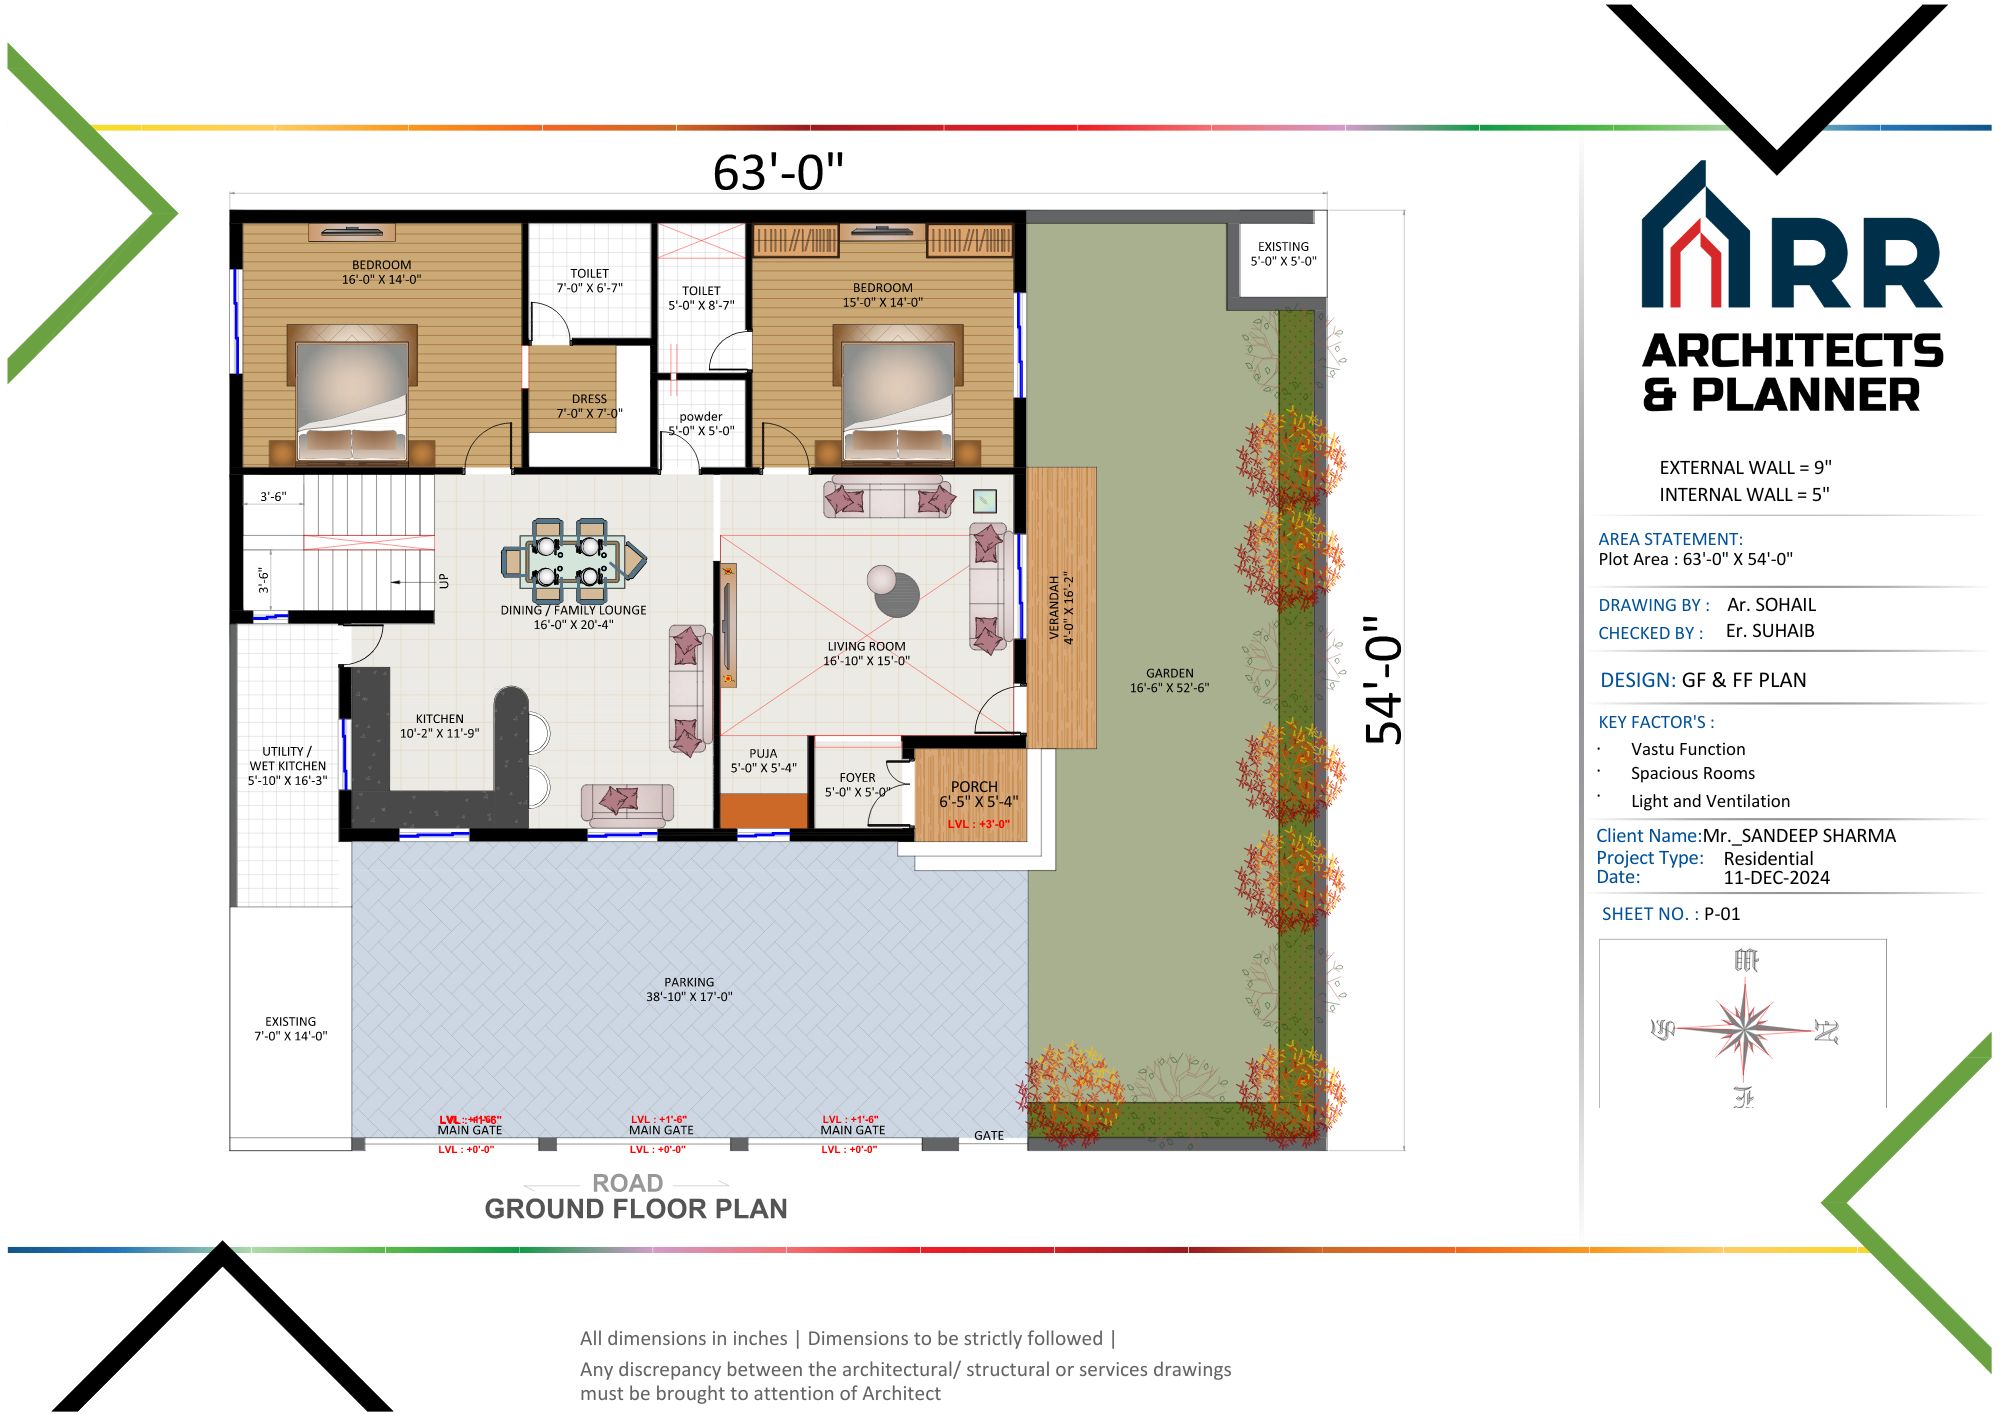 63'-0"
BEDROOM
16'-0" X 14'-0"
TOILET
7'-0" X 6'-7"
TOILET
5'-0" X 8'-7"
BEDROOM
15'-0" X 14'-0"
EXISTING
5'-0" X 5'-0"
DRESS
7'-0" X 7'-0"
powder
5'-0" X 5'-0"
3'-6"
3'-6"
UP
DINING / FAMILY LOUNGE
16'-0" X 20'-4"
LIVING ROOM
16'-10" X 15'-0"
VERANDAH
4'-0" X 16'-2"
GARDEN
16'-6" X 52'-6"
54'-0"
KITCHEN
10'-2" X 11'-9"
UTILITY /
WET KITCHEN
5'-10" X 16'-3"
PUJA
5'-0" X 5'-4"
FOYER
5'-0" X 5'-0"
PORCH
6'-5" X 5'-4"
LVL : +3'-0"
PARKING
38'-10" X 17'-0"
EXISTING
7'-0" X 14'-0"
LVL : +1'-6"
LVL : +1'-6"
MAIN GATE
MAIN GATE
MAIN GATE
GATE
LVL : +0'-0"
LVL : +0'-0"
LVL : +0'-0"
ROAD
GROUND FLOOR PLAN
ARR
ARCHITECTS
& PLANNER
EXTERNAL WALL = 9"
INTERNAL WALL = 5"
AREA STATEMENT:
Plot Area : 63'-0" X 54'-0"
DRAWING BY : Ar. SOHAIL
CHECKED BY : Er. SUHAIB
DESIGN: GF & FF PLAN
KEY FACTOR'S :
· Vastu Function
· Spacious Rooms
· Light and Ventilation
Client Name:Mr._SANDEEP SHARMA
Project Type: Residential
Date: 11-DEC-2024
SHEET NO. : P-01
W
S
N
E
All dimensions in inches | Dimensions to be strictly followed |
Any discrepancy between the architectural/ structural or services drawings
must be brought to attention of Architect